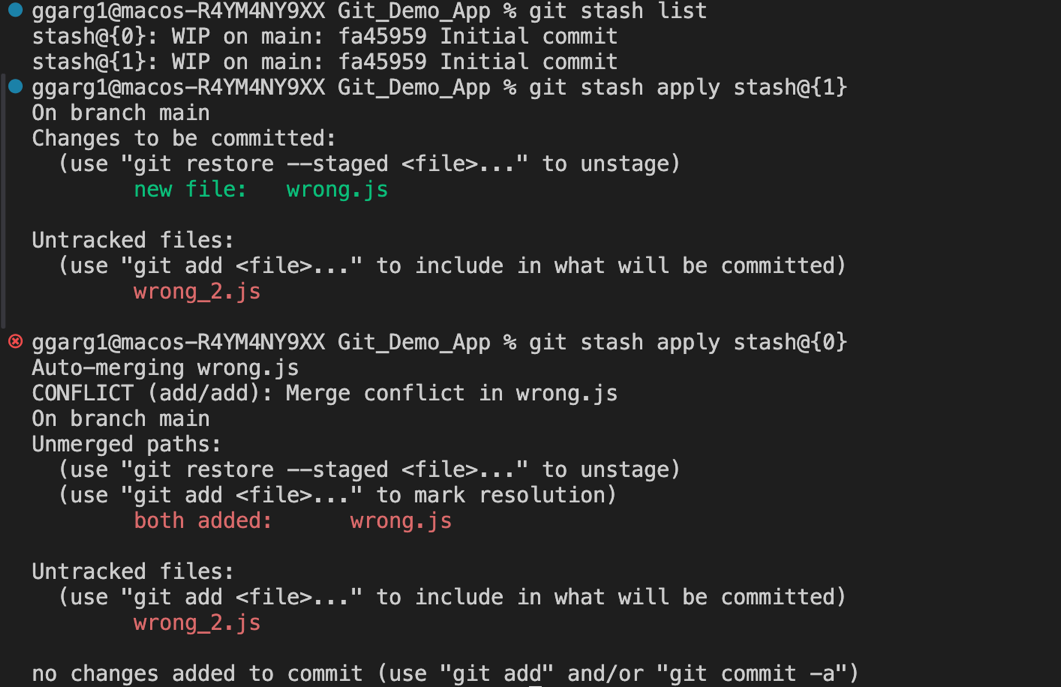 ggarg1@macos-R4YM4NY9XX Git_Demo_App % git stash list
stash@{0}: WIP on main: fa45959 Initial commit
stash@{1}: WIP on main: fa45959 Initial commit
ggarg1@macos-R4YM4NY9XX Git_Demo_App % git stash apply stash@{1}
On branch main
Changes to be committed:
  (use "git restore --staged <file>..." to unstage)
        new file:   wrong.js

Untracked files:
  (use "git add <file>..." to include in what will be committed)
        wrong_2.js

ggarg1@macos-R4YM4NY9XX Git_Demo_App % git stash apply stash@{0}
Auto-merging wrong.js
CONFLICT (add/add): Merge conflict in wrong.js
On branch main
Unmerged paths:
  (use "git restore --staged <file>..." to unstage)
  (use "git add <file>..." to mark resolution)
        both added:      wrong.js

Untracked files:
  (use "git add <file>..." to include in what will be committed)
        wrong_2.js

no changes added to commit (use "git add" and/or "git commit -a")